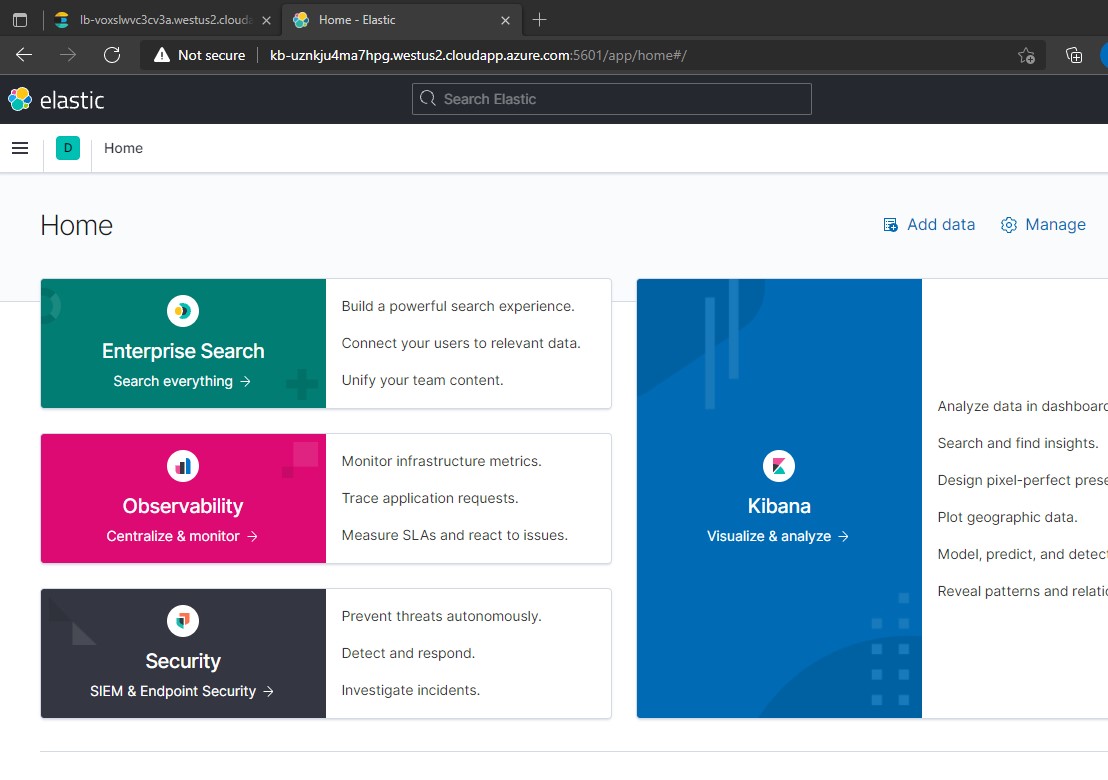 lb-voxslwvc3cv3a.westus2.clouda
Home - Elastic
Not secure
kb-uznkju4ma7hpg.westus2.cloudapp.azure.com:5601/app/home#/
elastic
Search Elastic
D
Home
Home
Add data
Manage
Enterprise Search
Search everything →
Build a powerful search experience.
Connect your users to relevant data.
Unify your team content.
Observability
Centralize & monitor →
Monitor infrastructure metrics.
Trace application requests.
Measure SLAs and react to issues.
Security
SIEM & Endpoint Security →
Prevent threats autonomously.
Detect and respond.
Investigate incidents.
Kibana
Visualize & analyze →
Analyze data in dashboard
Search and find insights.
Design pixel-perfect prese
Plot geographic data.
Model, predict, and detect
Reveal patterns and relatio